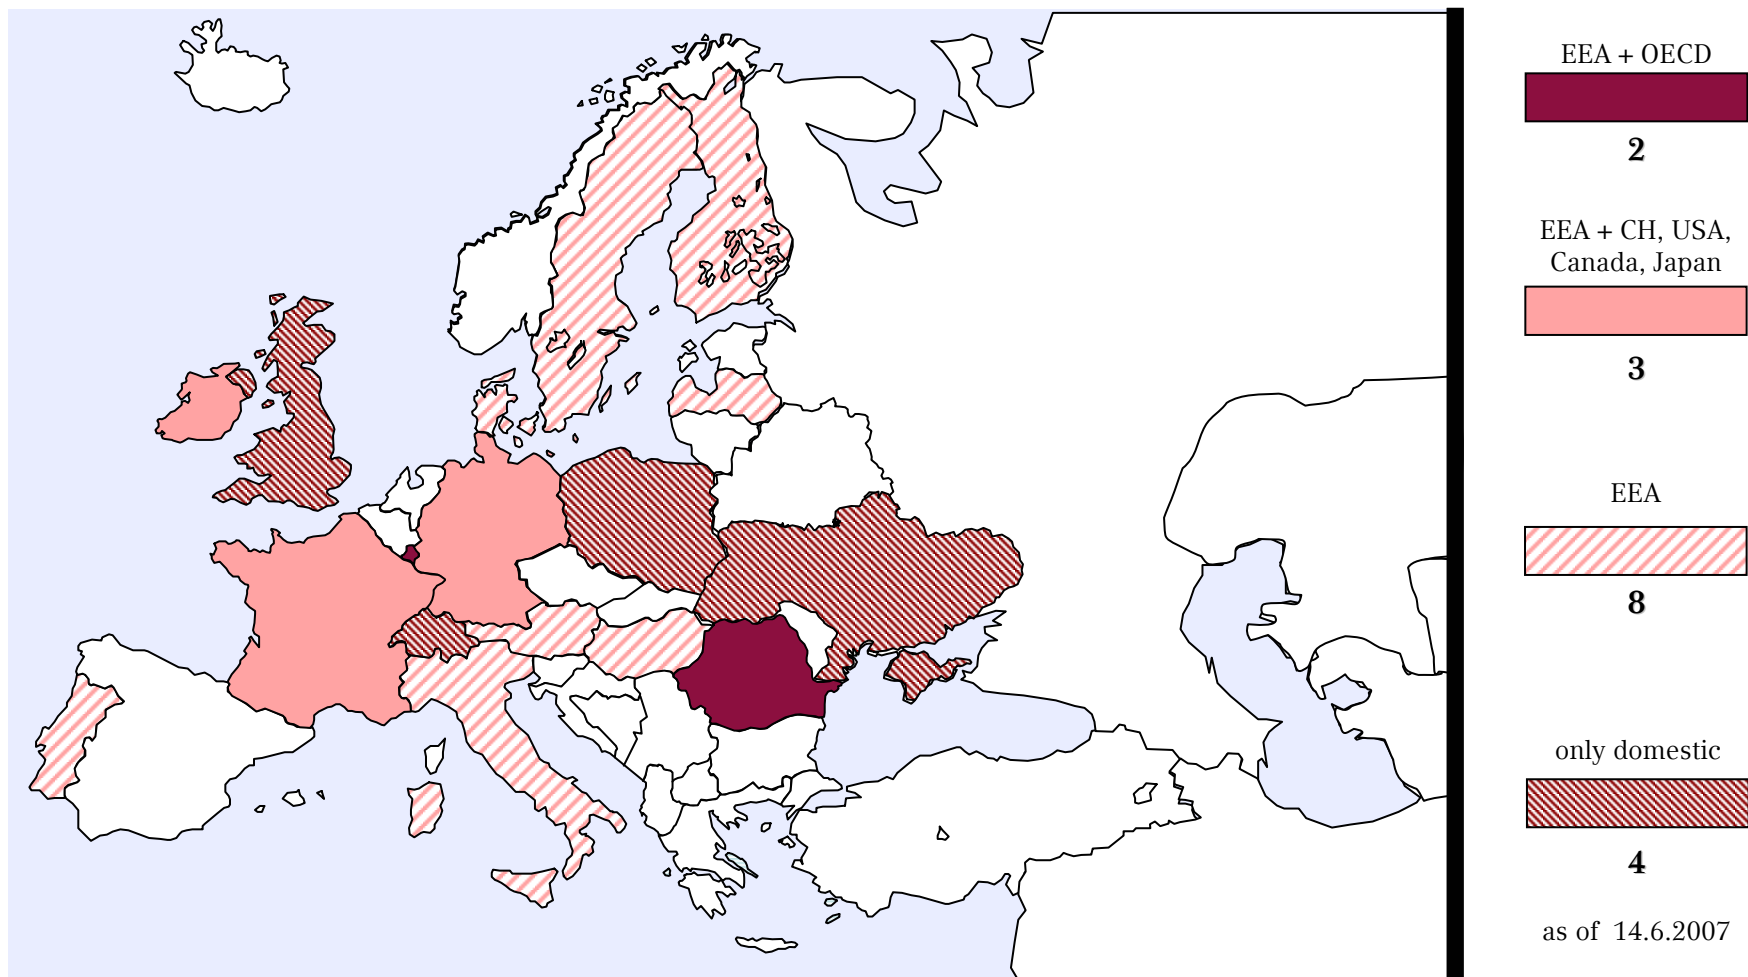 EEA + OECD
2
EEA + CH, USA,
Canada, Japan
3
EEA
8
only domestic
4
as of 14.6.2007